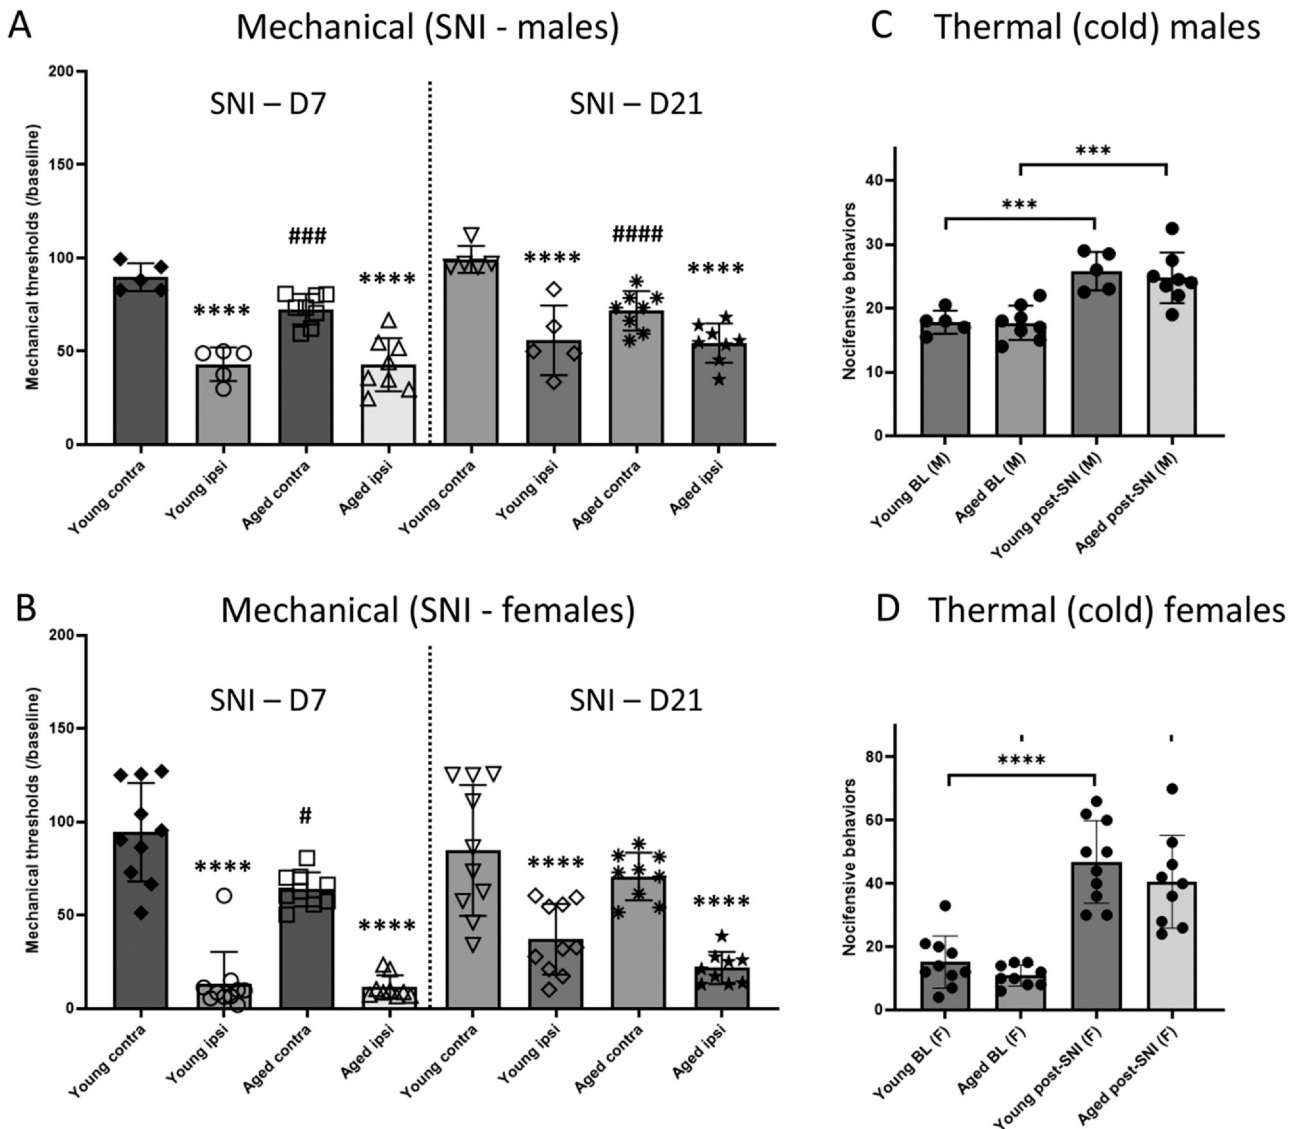 A
Mechanical (SNI - males)
Mechanical thresholds (/baseline)
200
150
100
50
0
SNI – D7
SNI – D21
****
###
****
****
####
****
Young contra
Young ipsi
Aged contra
Aged ipsi
Young contra
Young ipsi
Aged contra
Aged ipsi
C
Thermal (cold) males
Nocifensive behaviors
40
30
20
10
0
***
***
Young BL (M)
Aged BL (M)
Young post-SNI (M)
Aged post-SNI (M)
B
Mechanical (SNI - females)
Mechanical thresholds (/baseline)
200
150
100
50
0
SNI – D7
SNI – D21
****
#
****
****
****
Young contra
Young ipsi
Aged contra
Aged ipsi
Young contra
Young ipsi
Aged contra
Aged ipsi
D
Thermal (cold) females
Nocifensive behaviors
80
60
40
20
0
****
Young BL (F)
Aged BL (F)
Young post-SNI (F)
Aged post-SNI (F)